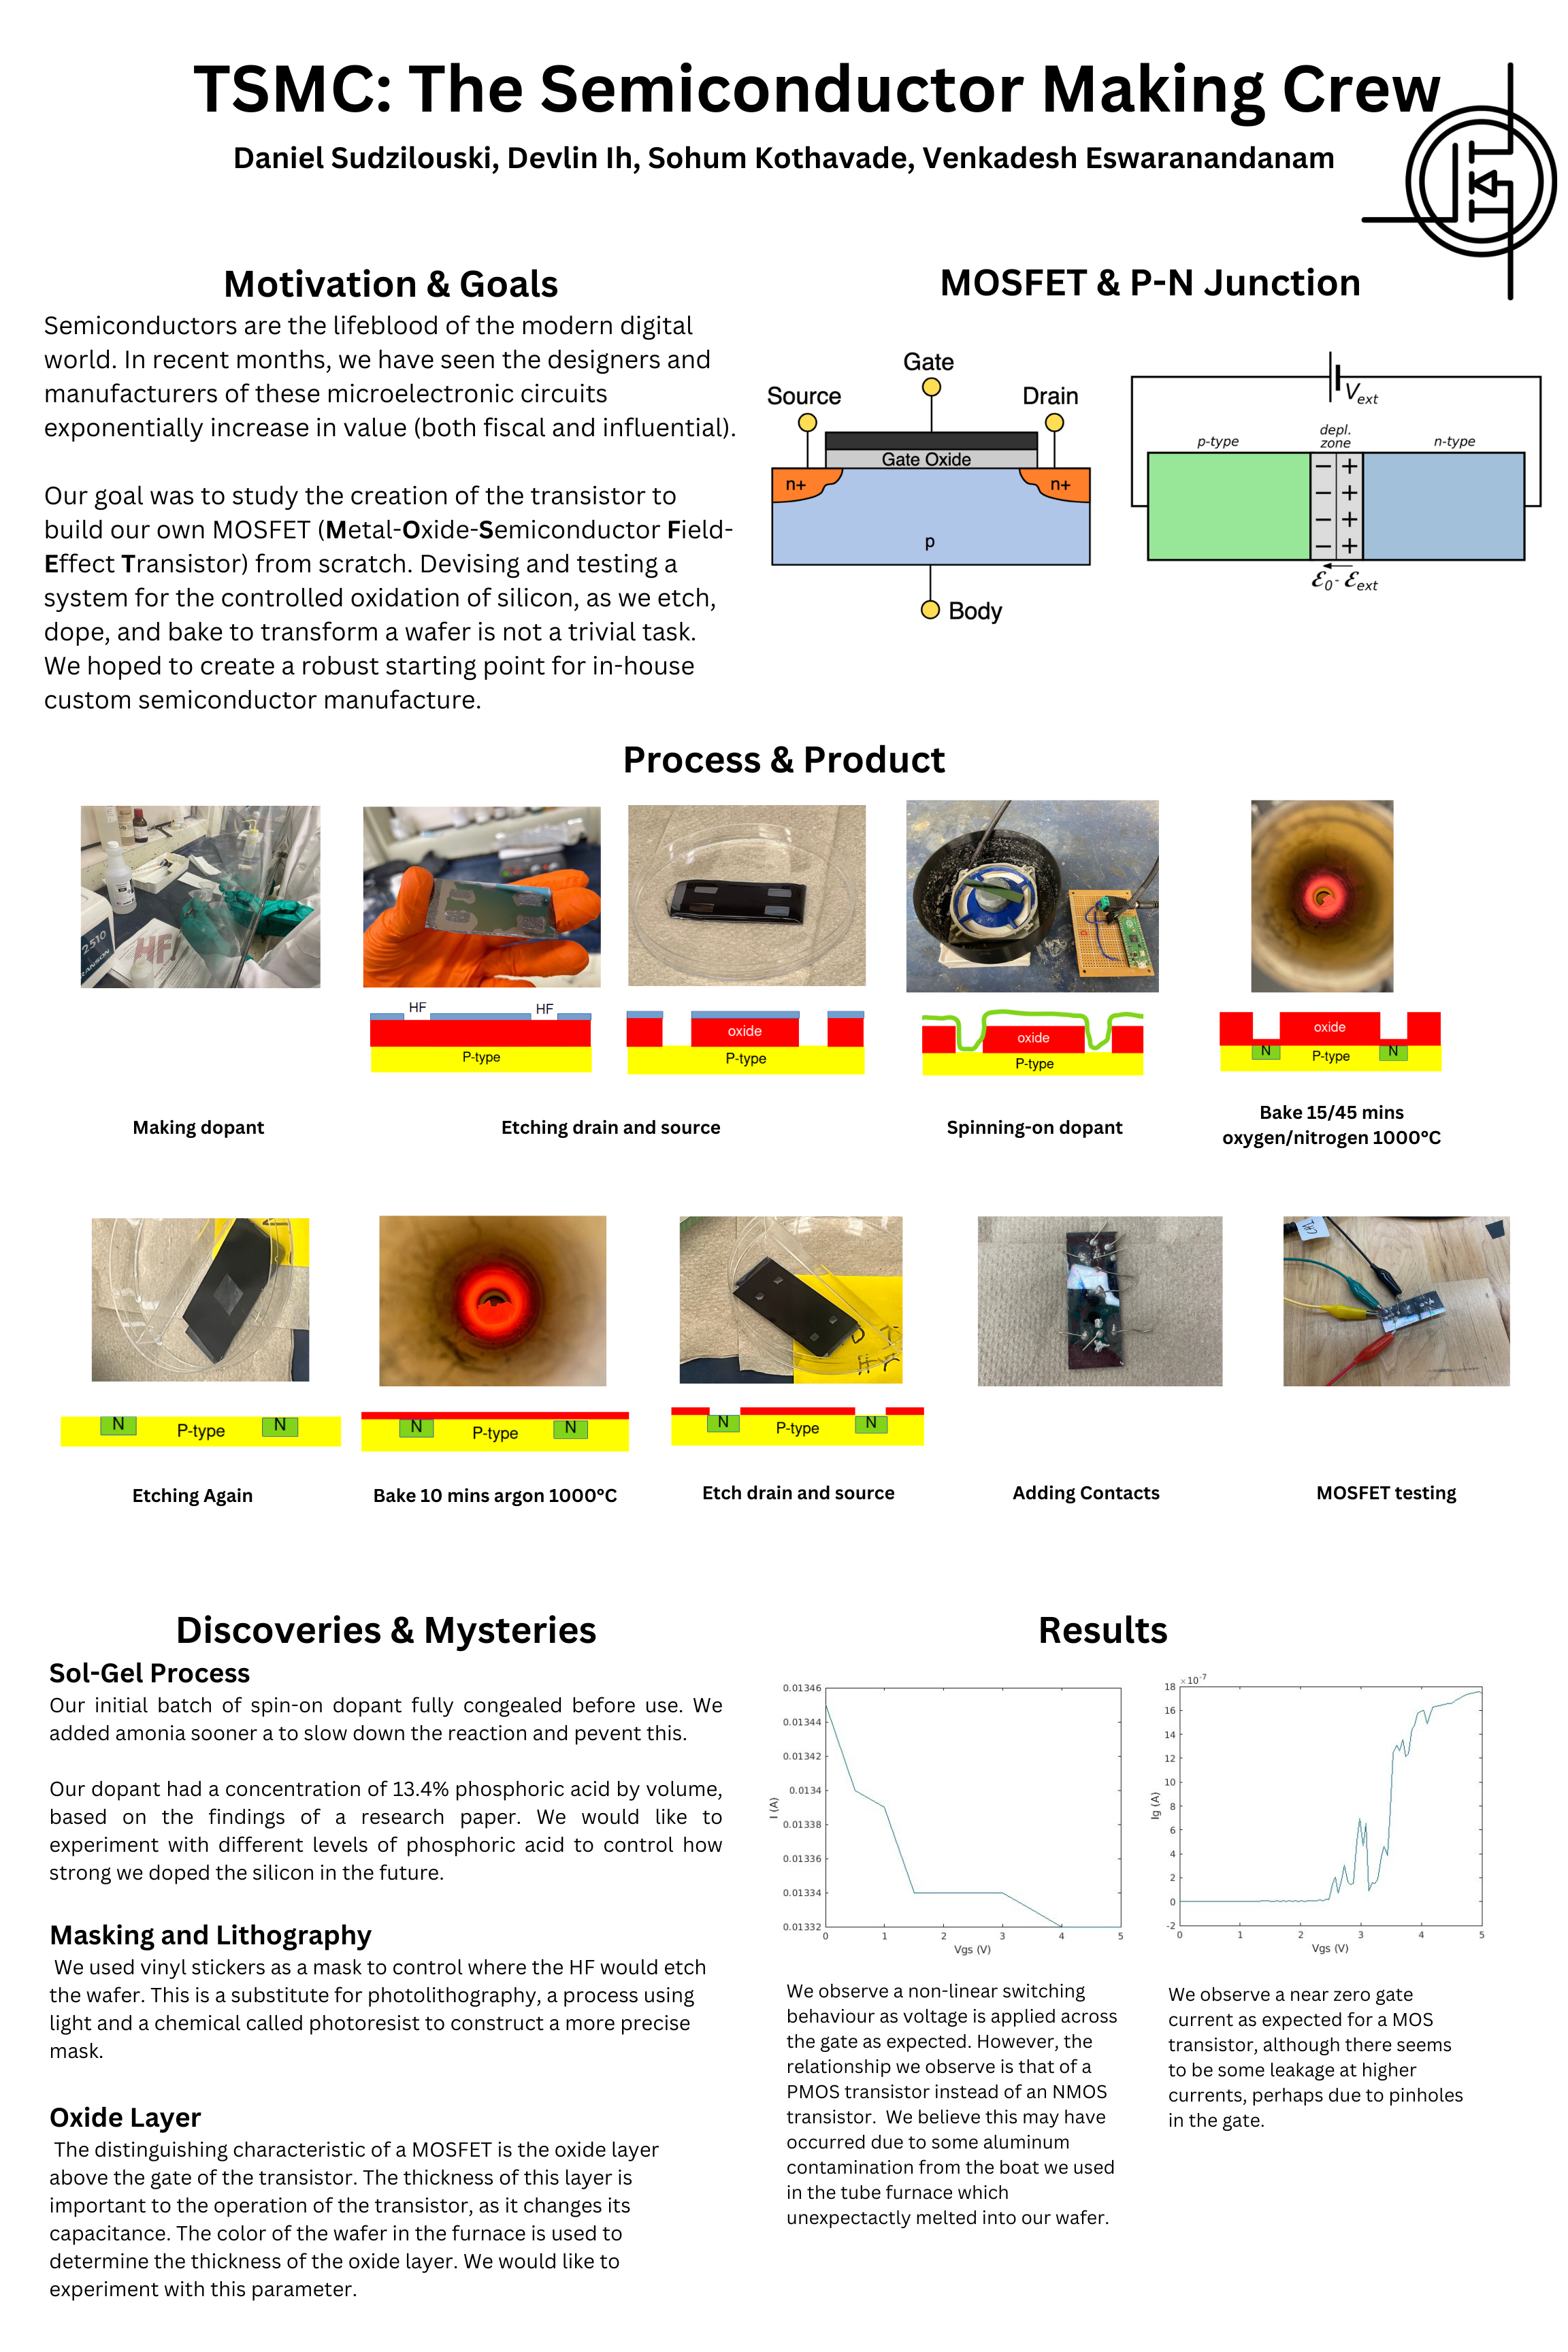 TSMC: The Semiconductor Making Crew
Daniel Sudzilouski, Devlin Ih, Sohum Kothavade, Venkadesh Eswaranandanam
Motivation & Goals
Semiconductors are the lifeblood of the modern digital
world. In recent months, we have seen the designers and
manufacturers of these microelectronic circuits
exponentially increase in value (both fiscal and influential).
Our goal was to study the creation of the transistor to
build our own MOSFET (Metal-Oxide-Semiconductor Field-
Effect Transistor) from scratch. Devising and testing a
system for the controlled oxidation of silicon, as we etch,
dope, and bake to transform a wafer is not a trivial task.
We hoped to create a robust starting point for in-house
custom semiconductor manufacture.
MOSFET & P-N Junction
Gate
Source
Drain
Gate Oxide
n+
n+
p
Body
Vext
p-type
depl.
zone
n-type
− +
− +
− +
− +
ℰ0 - ℰext
Process & Product
2510
RANSON
HF!
HF
HF
P-type
oxide
P-type
oxide
P-type
oxide
N
P-type
N
Making dopant
Etching drain and source
Spinning-on dopant
Bake 15/45 mins
oxygen/nitrogen 1000°C
CH1
N
P-type
N
N
P-type
N
N
P-type
N
Etching Again
Bake 10 mins argon 1000°C
Etch drain and source
Adding Contacts
MOSFET testing
Discoveries & Mysteries
Sol-Gel Process
Our initial batch of spin-on dopant fully congealed before use. We
added amonia sooner a to slow down the reaction and pevent this.
Our dopant had a concentration of 13.4% phosphoric acid by volume,
based on the findings of a research paper. We would like to
experiment with different levels of phosphoric acid to control how
strong we doped the silicon in the future.
Masking and Lithography
We used vinyl stickers as a mask to control where the HF would etch
the wafer. This is a substitute for photolithography, a process using
light and a chemical called photoresist to construct a more precise
mask.
Oxide Layer
The distinguishing characteristic of a MOSFET is the oxide layer
above the gate of the transistor. The thickness of this layer is
important to the operation of the transistor, as it changes its
capacitance. The color of the wafer in the furnace is used to
determine the thickness of the oxide layer. We would like to
experiment with this parameter.
Results
0.01346
0.01344
0.01342
0.0134
0.01338
0.01336
0.01334
0.01332
I (A)
0 1 2 3 4 5
Vgs (V)
×10-7
18
16
14
12
10
8
6
4
2
0
-2
Ig (A)
0 1 2 3 4 5
Vgs (V)
We observe a non-linear switching
behaviour as voltage is applied across
the gate as expected. However, the
relationship we observe is that of a
PMOS transistor instead of an NMOS
transistor. We believe this may have
occurred due to some aluminum
contamination from the boat we used
in the tube furnace which
unexpectactly melted into our wafer.
We observe a near zero gate
current as expected for a MOS
transistor, although there seems
to be some leakage at higher
currents, perhaps due to pinholes
in the gate.